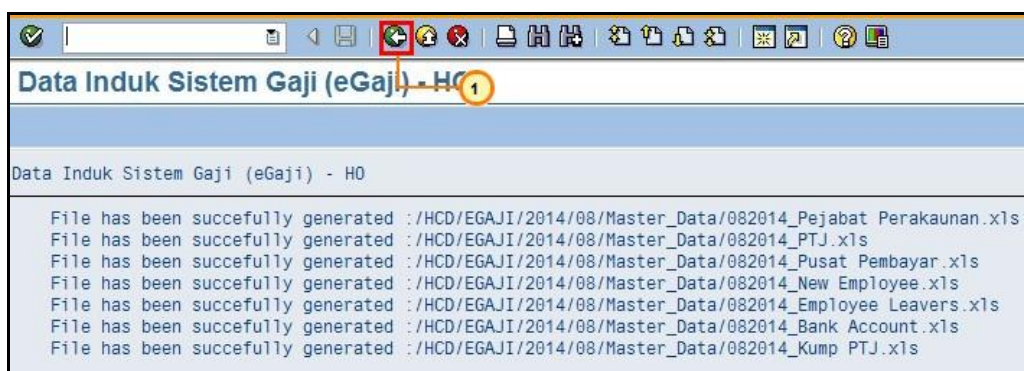 Data Induk Sistem Gaji (eGaji) - HO
1
Data Induk Sistem Gaji (eGaji) - HO
File has been succefully generated :/HCD/EGAJI/2014/08/Master_Data/082014_Pejabat Perakaunan.xls
File has been succefully generated :/HCD/EGAJI/2014/08/Master_Data/082014_PTJ.xls
File has been succefully generated :/HCD/EGAJI/2014/08/Master_Data/082014_Pusat Pembayar.xls
File has been succefully generated :/HCD/EGAJI/2014/08/Master_Data/082014_New Employee.xls
File has been succefully generated :/HCD/EGAJI/2014/08/Master_Data/082014_Employee Leavers.xls
File has been succefully generated :/HCD/EGAJI/2014/08/Master_Data/082014_Bank Account.xls
File has been succefully generated :/HCD/EGAJI/2014/08/Master_Data/082014_Kump PTJ.xls